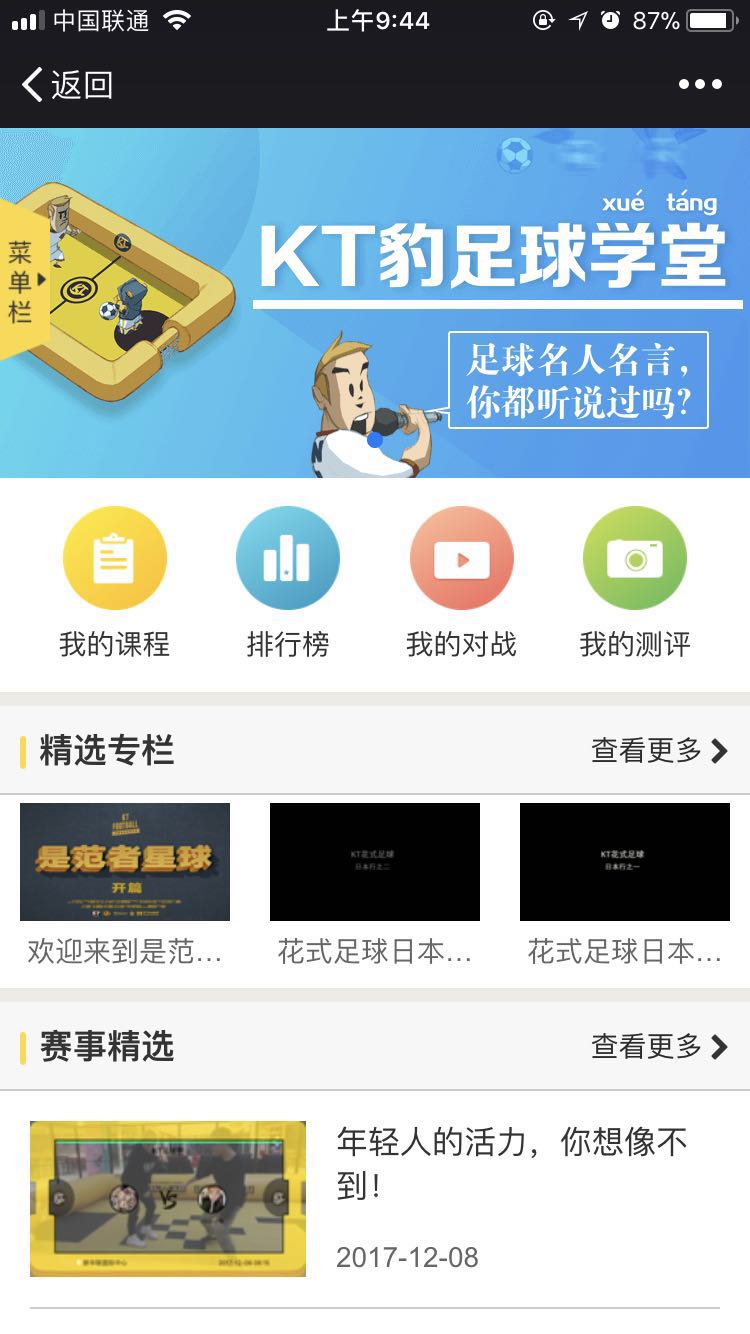 中国联通
上午9:44
87%
返回
菜单栏
xué táng
KT豹足球学堂
足球名人名言，
你都听说过吗?
我的课程
排行榜
我的对战
我的测评
精选专栏
查看更多
KT
FOOTBALL
是范者星球
开篇
KT花式足球
日本行之二
KT花式足球
日本行之一
欢迎来到是范...
花式足球日本...
花式足球日本...
赛事精选
查看更多
VS
年轻人的活力，你想像不
到！
2017-12-08